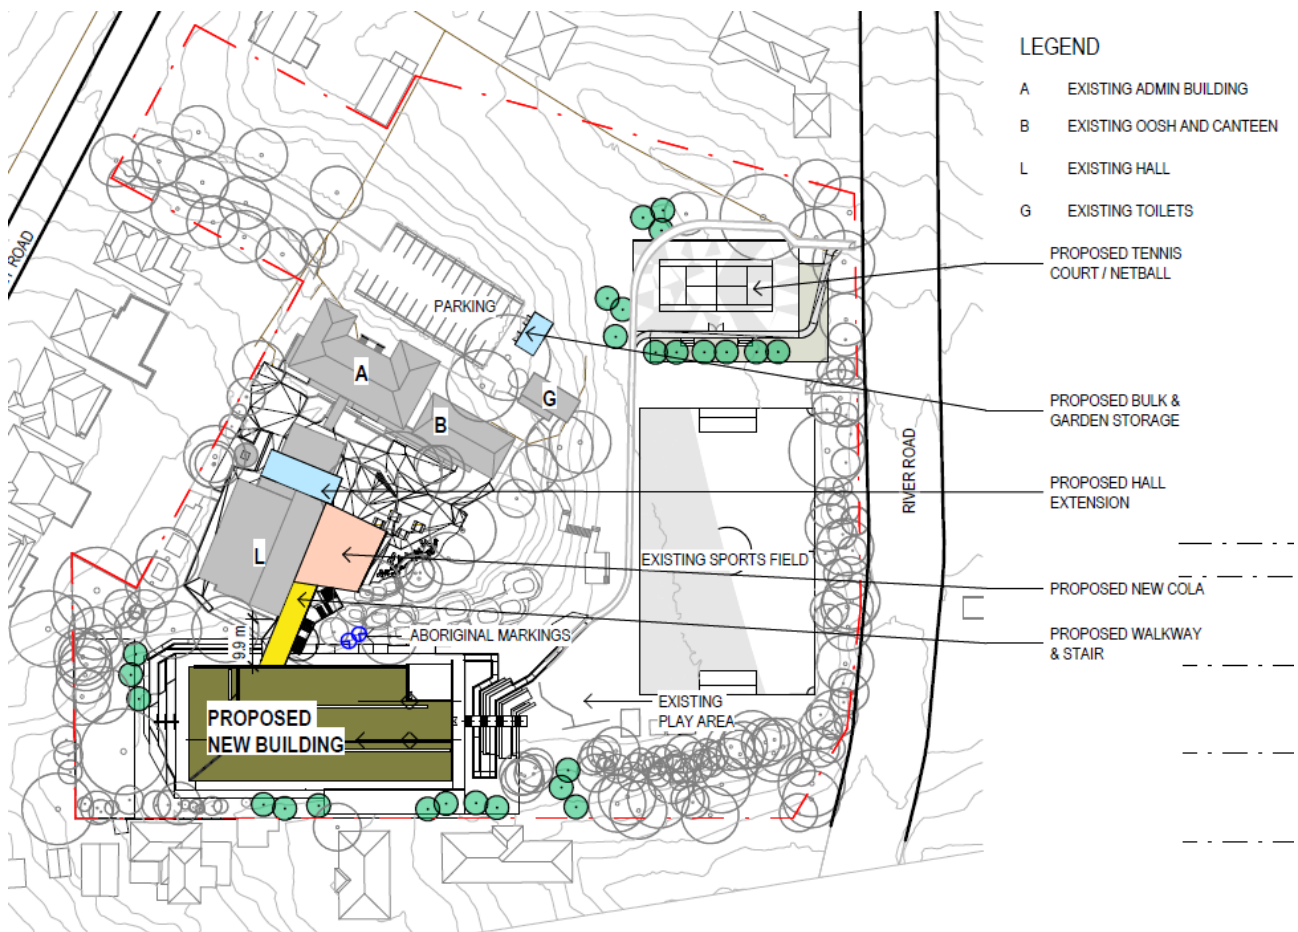 LEGEND
A EXISTING ADMIN BUILDING
B EXISTING OOSH AND CANTEEN
L EXISTING HALL
G EXISTING TOILETS
PROPOSED TENNIS
COURT / NETBALL
PROPOSED BULK &
GARDEN STORAGE
PROPOSED HALL
EXTENSION
PROPOSED NEW COLA
PROPOSED WALKWAY
& STAIR
ROAD
PARKING
A
B
G
L
RIVER ROAD
EXISTING SPORTS FIELD
9.9 m
ABORIGINAL MARKINGS
EXISTING
PLAY AREA
PROPOSED
NEW BUILDING